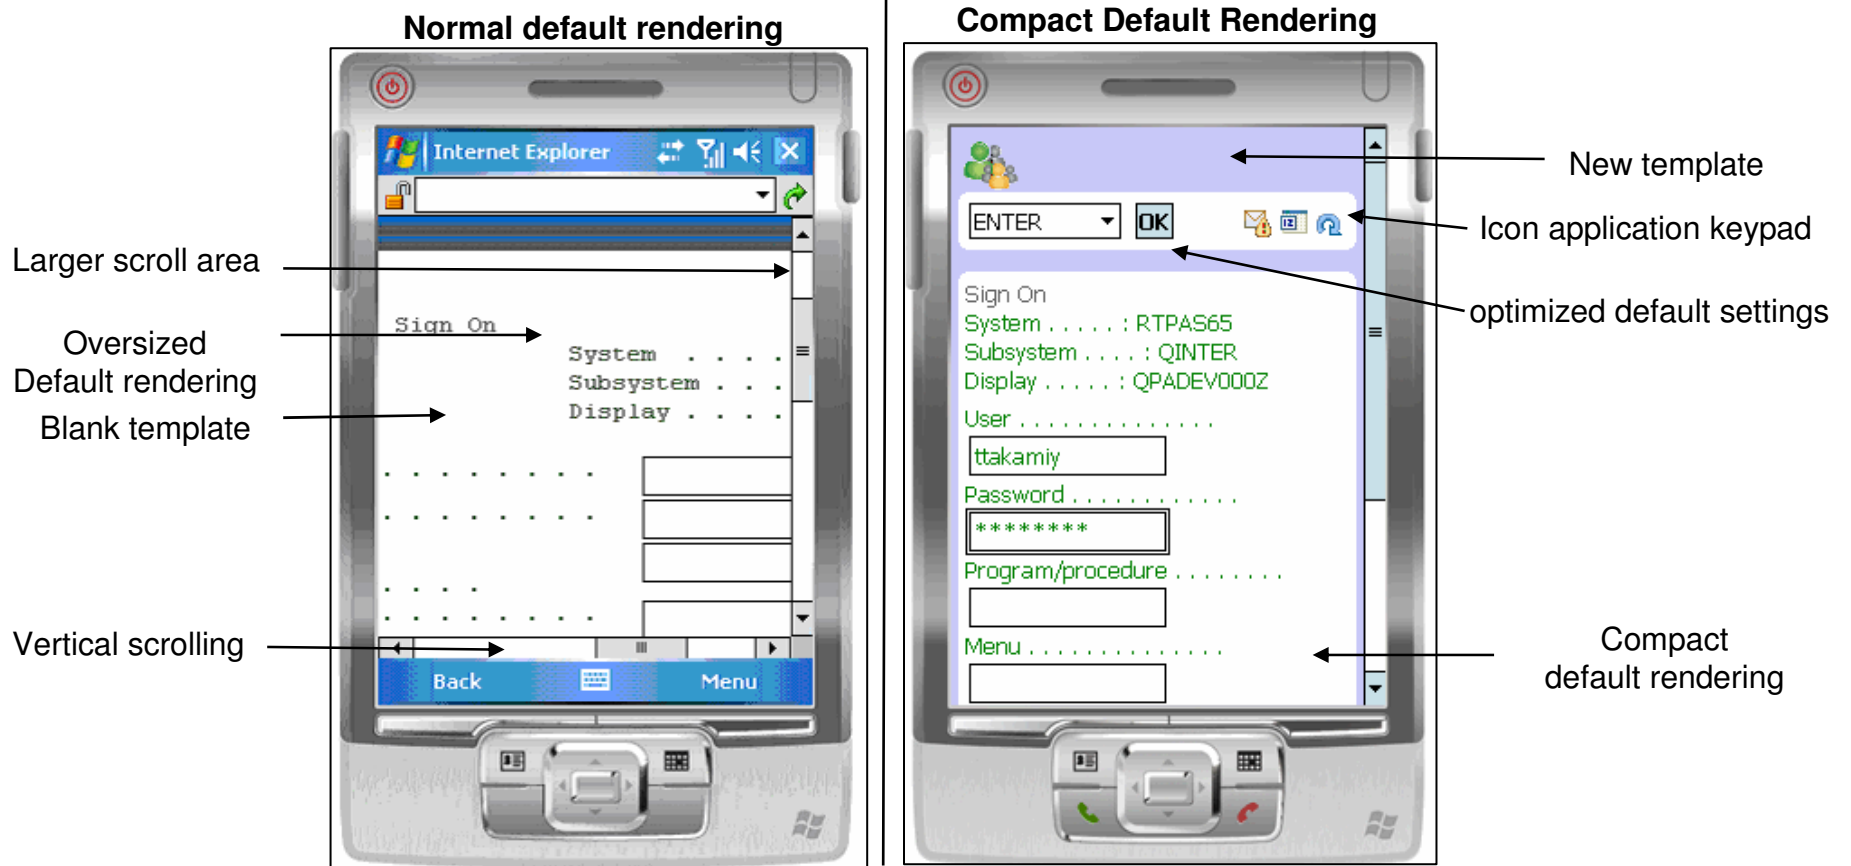 Normal default rendering
Internet Explorer
Larger scroll area
Oversized
Default rendering
Blank template
Vertical scrolling
Sign On
System . . . .
Subsystem . . .
Display . . . .
. . . . . . . .
. . . . . . . .
. . . .
. . . . . . . .
Back
Menu
Compact Default Rendering
ENTER
OK
12
Sign On
System . . . . . : RTPAS65
Subsystem . . . . : QINTER
Display . . . . . : QPADEV000Z
User . . . . . . . . . . . . . .
ttakamiy
Password . . . . . . . . . . . .
********
Program/procedure . . . . . . . .
Menu . . . . . . . . . . . . . .
New template
Icon application keypad
optimized default settings
Compact
default rendering